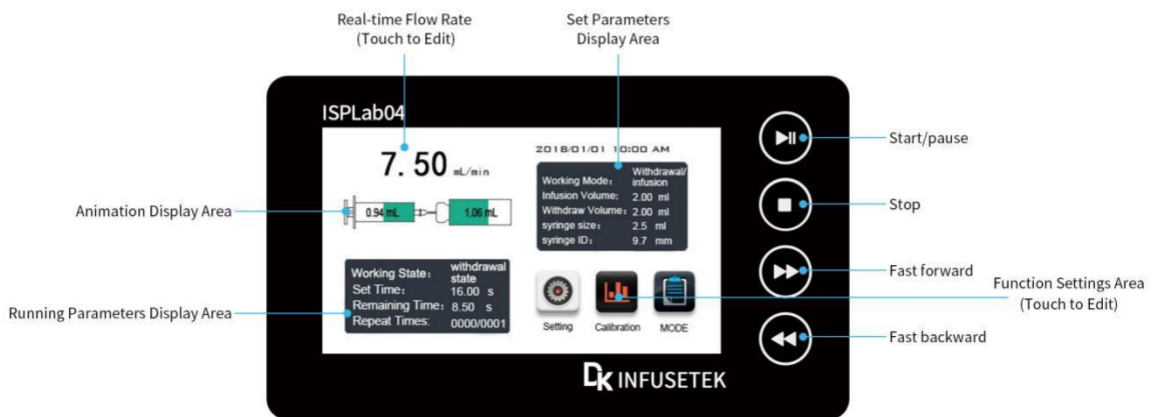 Real-time Flow Rate
(Touch to Edit)
Set Parameters
Display Area
ISPLab04
7.50 mL/min
2018/01/01 10:00 AM
Working Mode: Withdrawal/
infusion
Infusion Volume: 2.00 ml
Withdraw Volume: 2.00 ml
syringe size: 2.5 ml
syringe ID: 9.7 mm
Animation Display Area
0.94 mL
1.06 mL
Running Parameters Display Area
Working State: withdrawal
state
Set Time: 16.00 s
Remaining Time: 8.50 s
Repeat Times: 0000/0001
Setting
Calibration
MODE
DK INFUSETEK
Start/pause
Stop
Fast forward
Function Settings Area
(Touch to Edit)
Fast backward